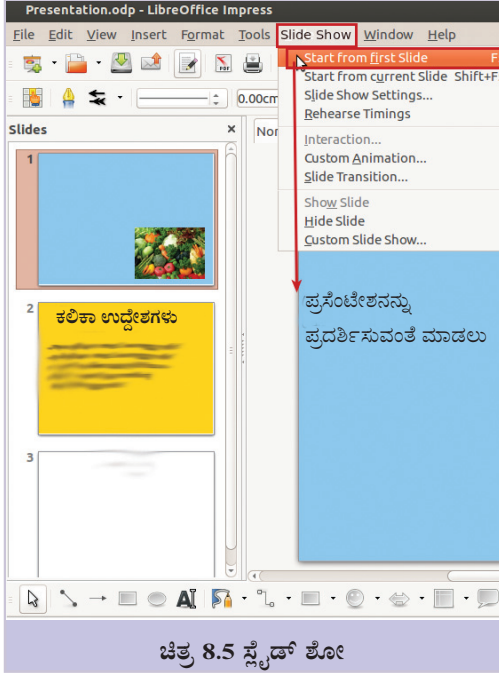 Presentation.odp - LibreOffice Impress
File Edit View Insert Format Tools Slide Show Window Help
Start from first Slide F
Start from current Slide Shift+F
0.00cm
Slide Show Settings...
Rehearse Timings
Slides × Nor
Interaction...
Custom Animation...
Slide Transition...
Show Slide
Hide Slide
Custom Slide Show...
1
2
ಕಲಿಕಾ ಉದ್ದೇಶಗಳು
3
ಪ್ರಸೆಂಟೇಶನನ್ನು
ಪ್ರದರ್ಶಿಸುವಂತೆ ಮಾಡಲು
ಚಿತ್ರ 8.5 ಸ್ಲೈಡ್ ಶೋ